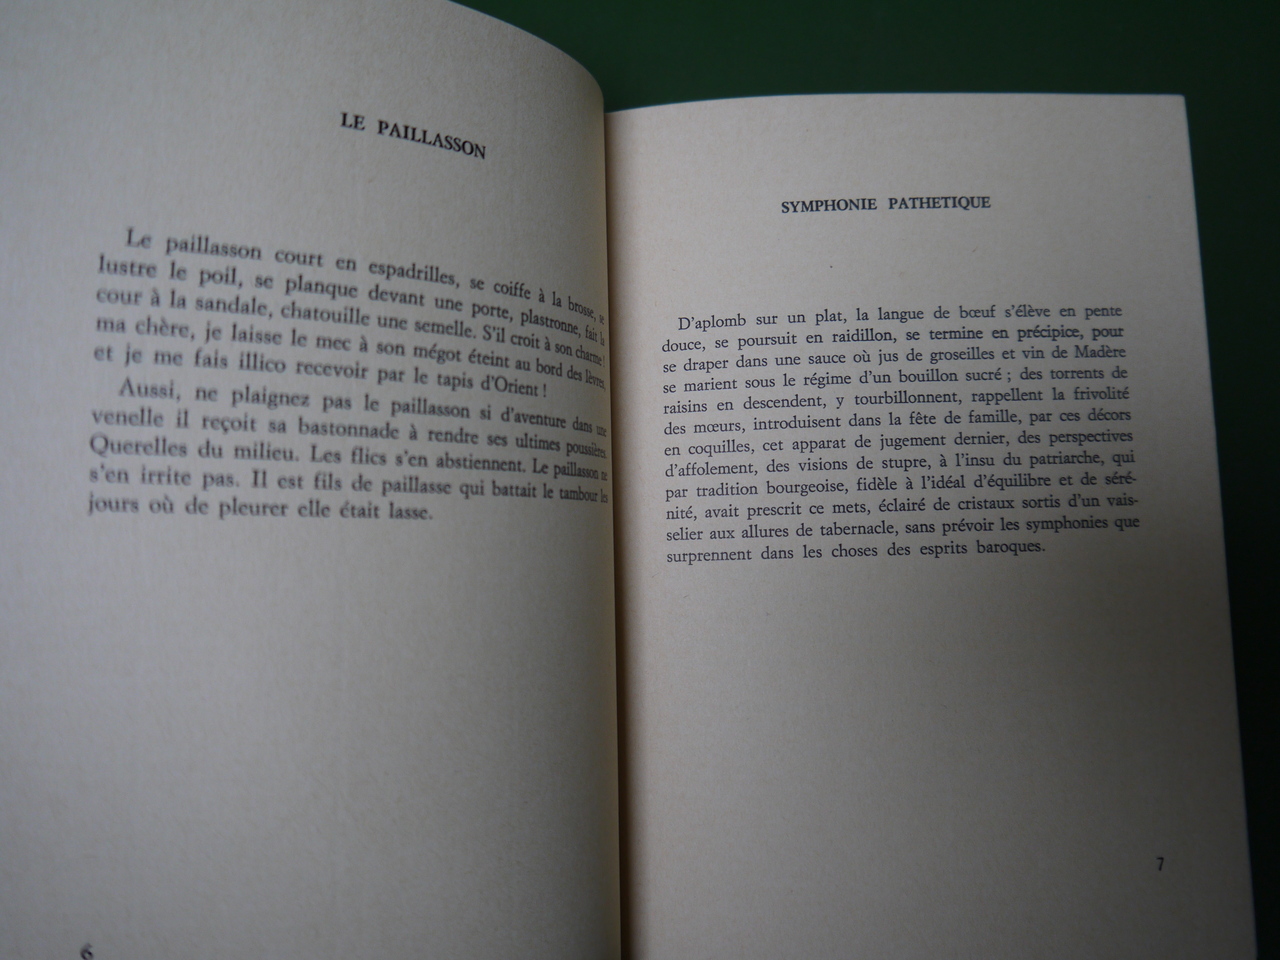 LE PAILLASSON
Le paillasson court en espadrilles, se coiffe à la brosse, se
lustre le poil, se planque devant une porte, plastronne, fait la
cour à la sandale, chatouille une semelle. S'il croit à son charme !
ma chère, je laisse le mec à son mégot éteint au bord des lèvres,
et je me fais illico recevoir par le tapis d'Orient !
Aussi, ne plaignez pas le paillasson si d'aventure dans une
venelle il reçoit sa bastonnade à rendre ses ultimes poussières.
Querelles du milieu. Les flics s'en abstiennent. Le paillasson ne
s'en irrite pas. Il est fils de paillasse qui battait le tambour les
jours où de pleurer elle était lasse.
6
SYMPHONIE PATHETIQUE
D'aplomb sur un plat, la langue de bœuf s'élève en pente
douce, se poursuit en raidillon, se termine en précipice, pour
se draper dans une sauce où jus de groseilles et vin de Madère
se marient sous le régime d'un bouillon sucré ; des torrents de
raisins en descendent, y tourbillonnent, rappellent la frivolité
des mœurs, introduisent dans la fête de famille, par ces décors
en coquilles, cet apparat de jugement dernier, des perspectives
d'affolement, des visions de stupre, à l'insu du patriarche, qui
par tradition bourgeoise, fidèle à l'idéal d'équilibre et de séré-
nité, avait prescrit ce mets, éclairé de cristaux sortis d'un vais-
selier aux allures de tabernacle, sans prévoir les symphonies que
surprennent dans les choses des esprits baroques.
7